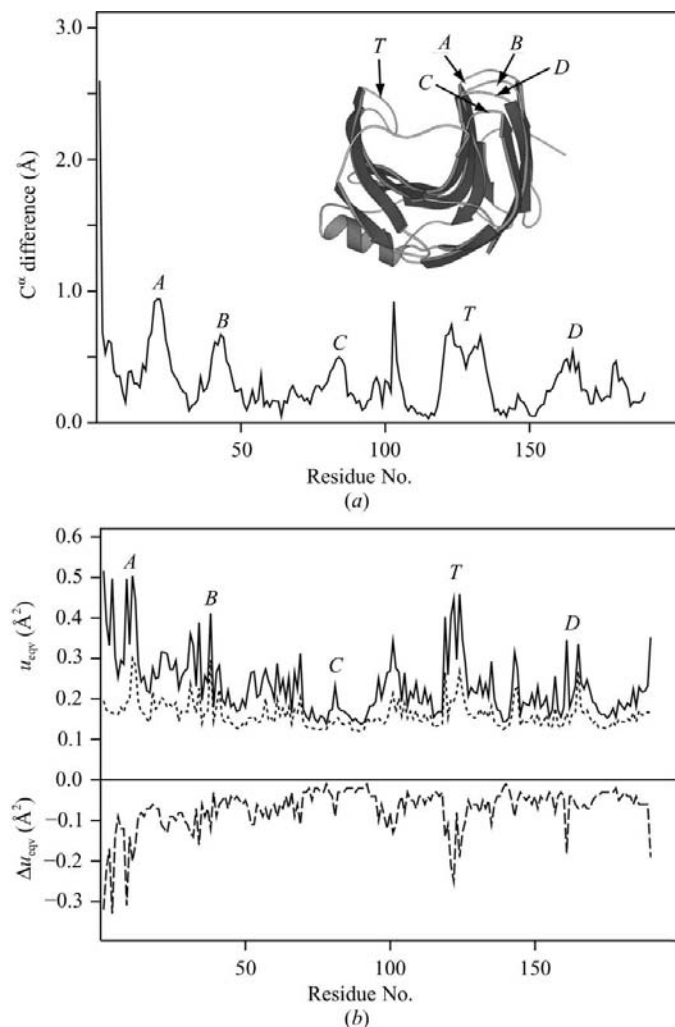 3.0
T
A
B
D
C
2.0
Cα difference (Å)
1.0
A
B
C
T
D
0.0
50
100
150
Residue No.
(a)
0.6
A
0.5
T
B
0.4
ueqv (Å²)
D
0.3
C
0.2
0.1
0.0
−0.1
Δueqv (Å²)
−0.2
−0.3
50
100
150
Residue No.
(b)